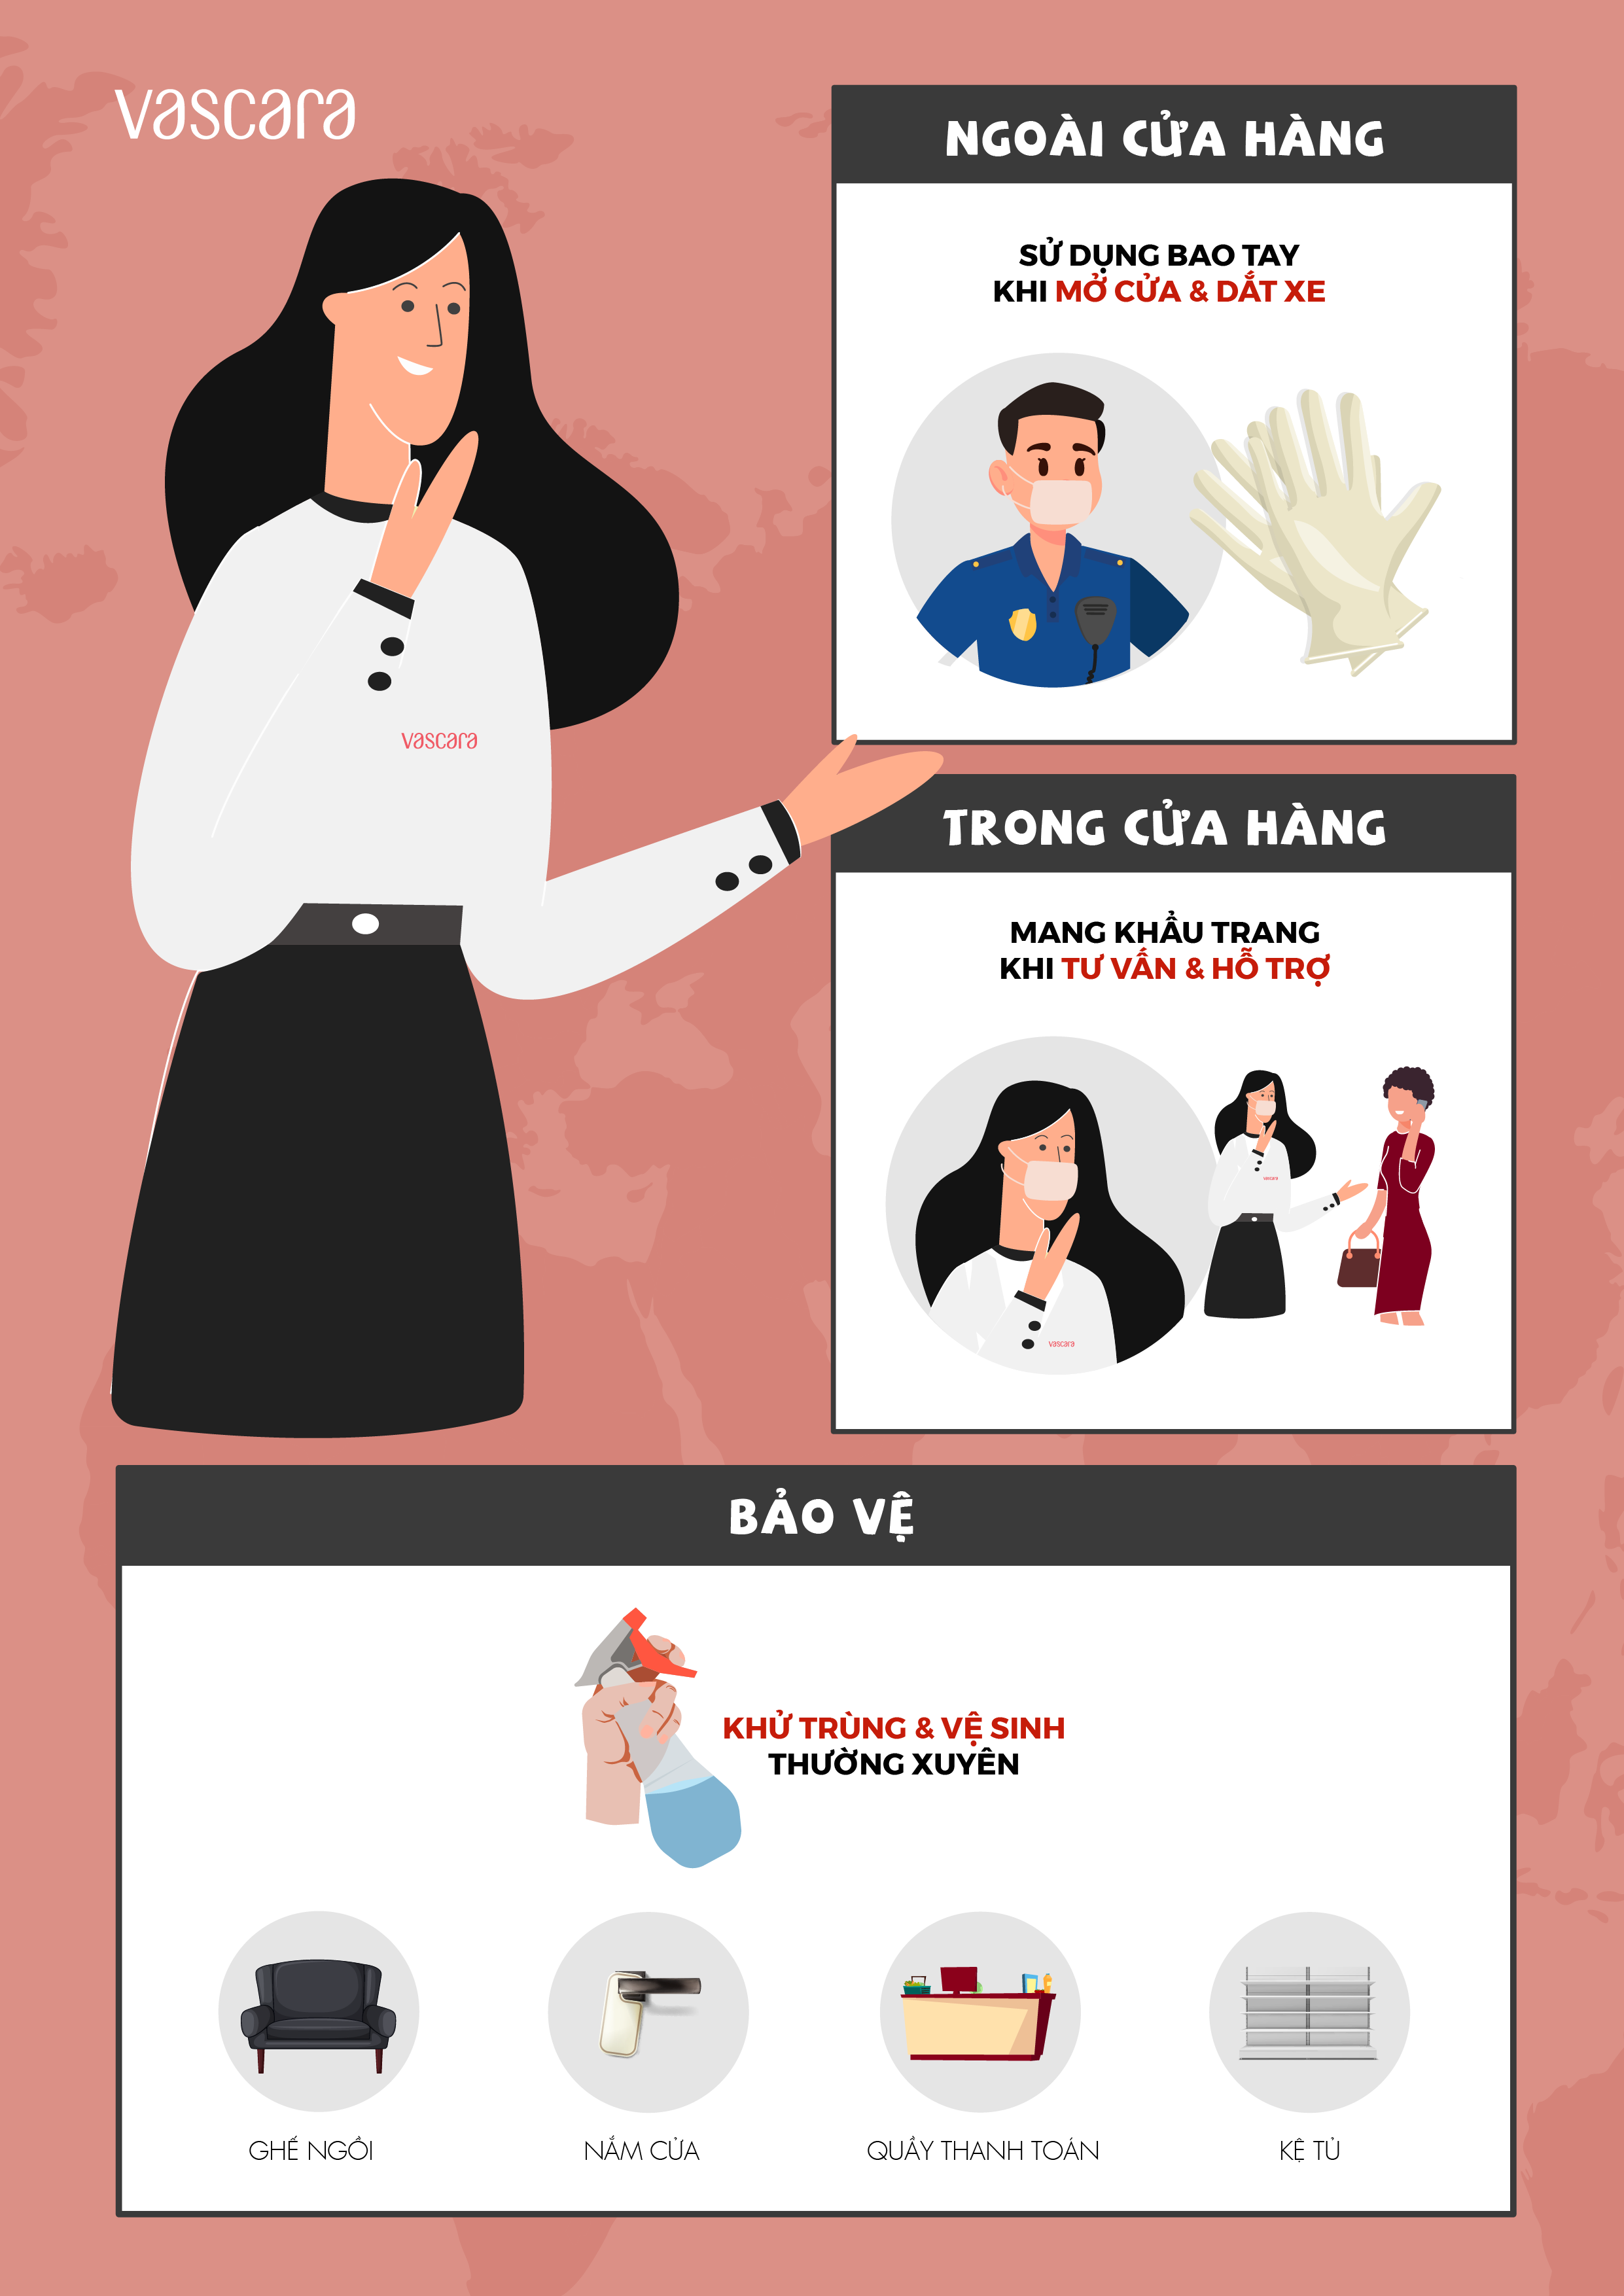 vascara
NGOÀI CỬA HÀNG
SỬ DỤNG BAO TAY
KHI MỞ CỬA & DẮT XE
vascara
TRONG CỬA HÀNG
MANG KHẨU TRANG
KHI TƯ VẤN & HỖ TRỢ
vascara
vascara
BẢO VỆ
KHỬ TRÙNG & VỆ SINH
THƯỜNG XUYÊN
GHẾ NGỒI
NẮM CỬA
QUẦY THANH TOÁN
KỆ TỦ